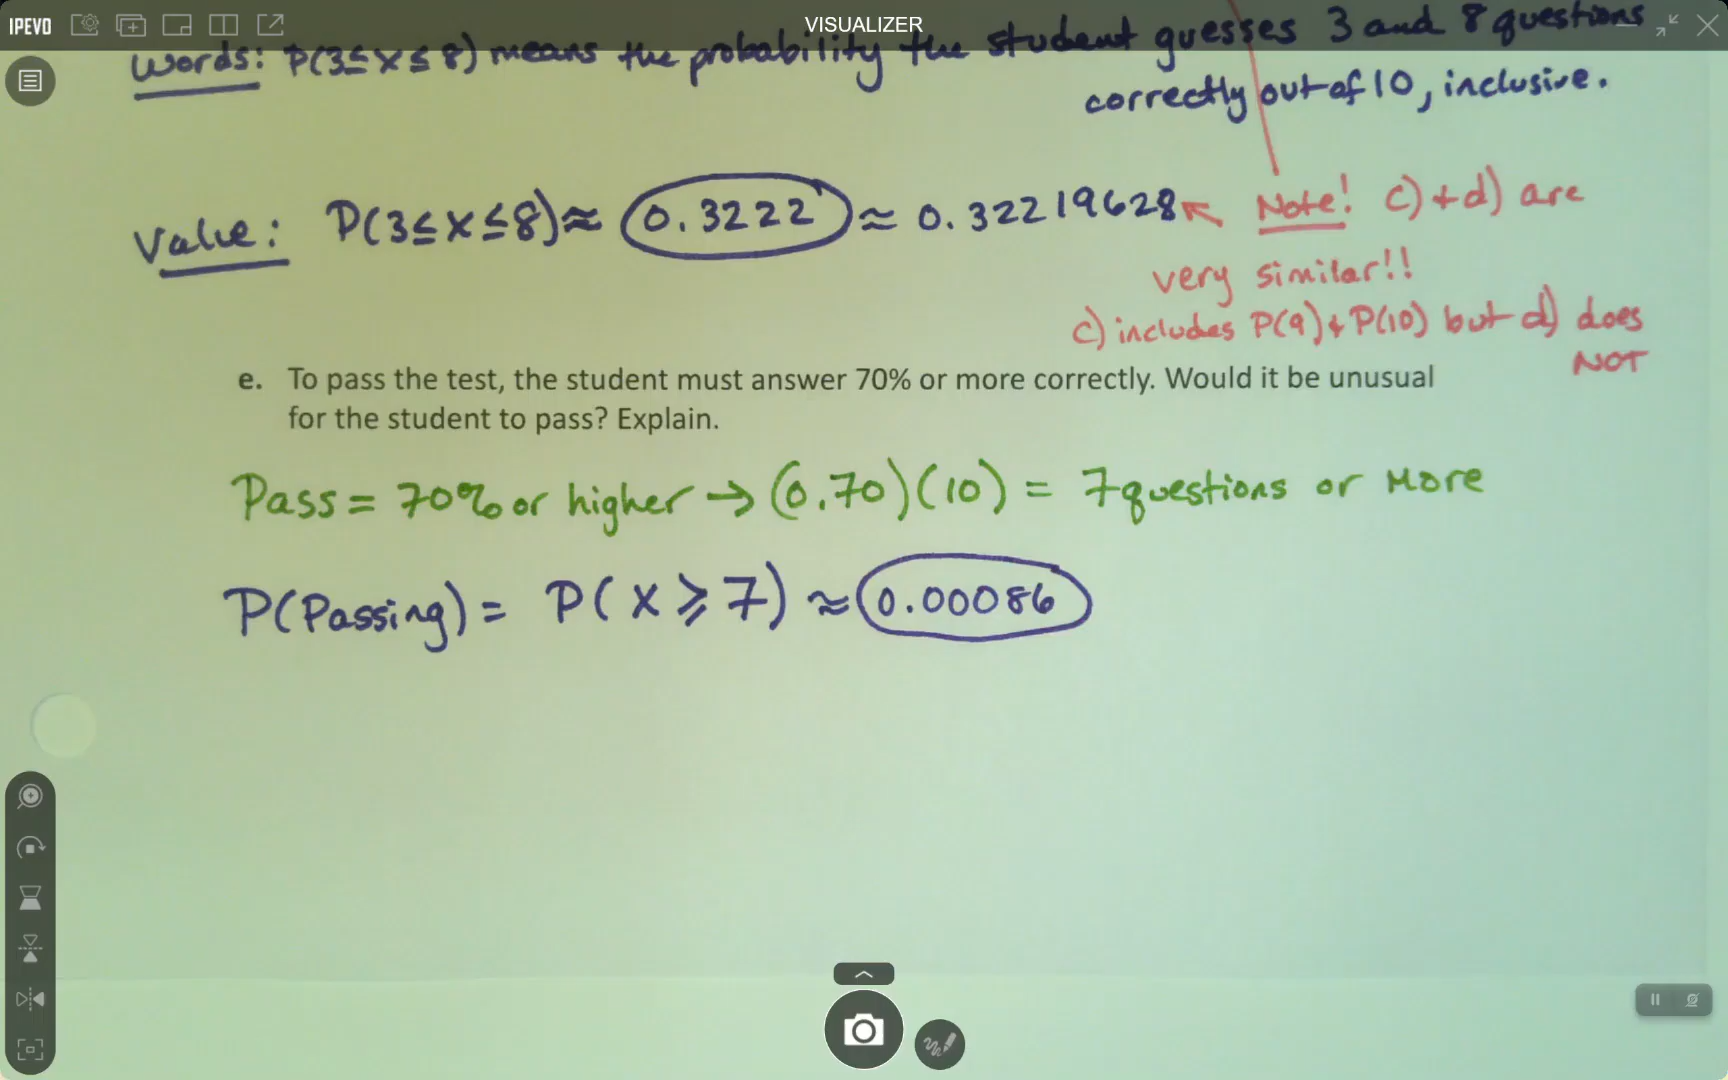 IPEVO
VISUALIZER
Words: P(3≤x≤8) means the probability the student guesses 3 and 8 questions
correctly out of 10, inclusive.
Value: P(3≤x≤8)≈ 0.3222 ≈ 0.32219628
Note! c) + d) are
very similar!!
c) includes P(9) + P(10) but d) does
NOT
e. To pass the test, the student must answer 70% or more correctly. Would it be unusual
for the student to pass? Explain.
Pass = 70% or higher → (0.70)(10) = 7 questions or more
P(Passing) = P(x ≥ 7) ≈ 0.00086